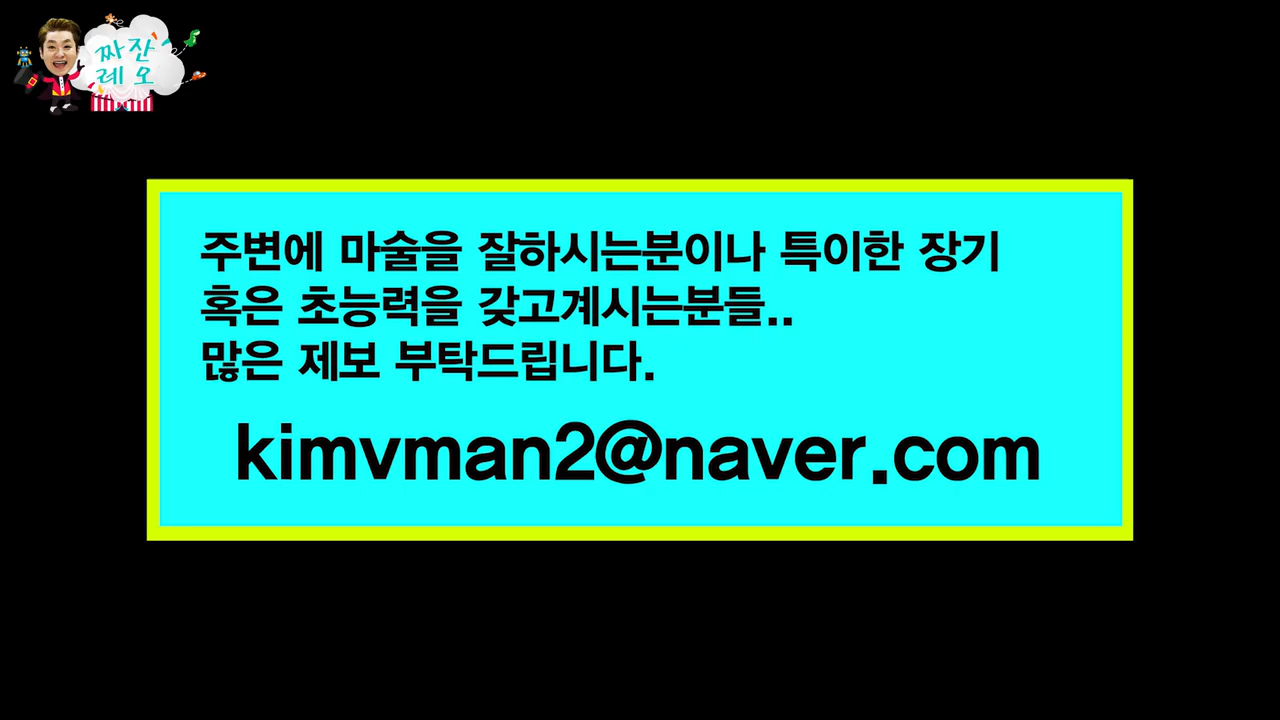 짜잔
레오
주변에 마술을 잘하시는분이나 특이한 장기
혹은 초능력을 갖고계시는분들..
많은 제보 부탁드립니다.
kimvman2@naver.com